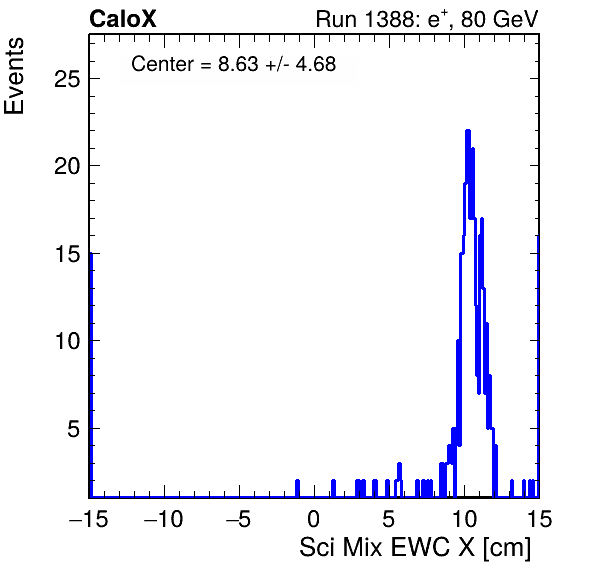 CaloX
Run 1388: e+, 80 GeV
Center = 8.63 +/- 4.68
Events
25
20
15
10
5
−15 −10 −5 0 5 10 15
Sci Mix EWC X [cm]